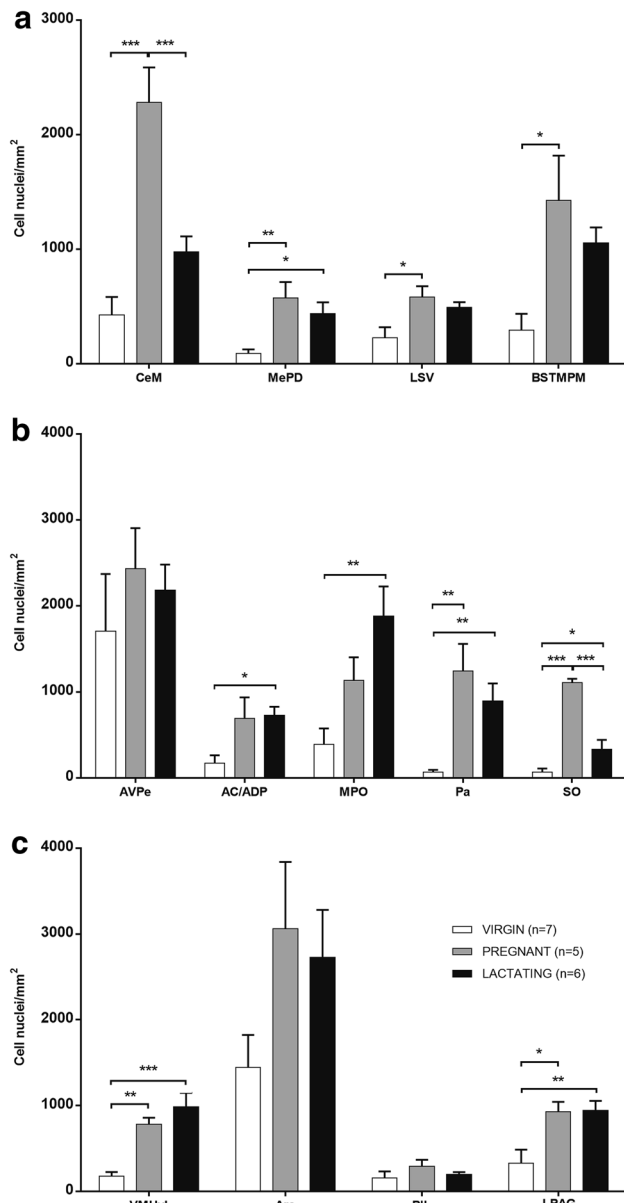 a
3000
*** ***
*
2000
Cell nuclei/mm²
**
*
*
1000
0
CeM MePD LSV BSTMPM
b
4000
3000
**
**
**
*
*** ***
2000
Cell nuclei/mm²
*
1000
0
AVPe AC/ADP MPO Pa SO
c
4000
3000
VIRGIN (n=7)
PREGNANT (n=5)
LACTATING (n=6)
2000
Cell nuclei/mm²
***
**
*
**
1000
0
LPAG